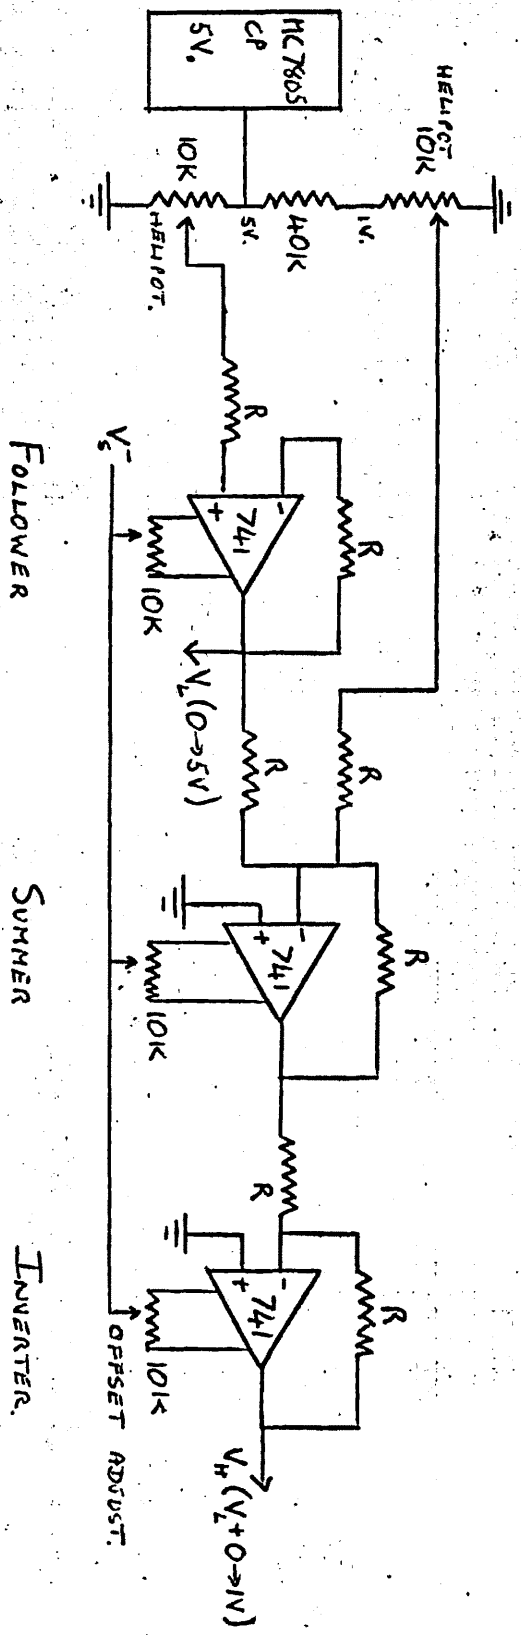 MC7805
CP
5V.
HELIPOT
10K
10K
HELIPOT.
5V.
40K
1V.
R
R
741
-
+
10K
V_L (0→5V)
R
R
R
741
-
+
10K
R
R
741
-
+
10K
V_H (V_L+0→1V)
V_s^-
OFFSET ADJUST.
FOLLOWER
SUMMER
INVERTER.